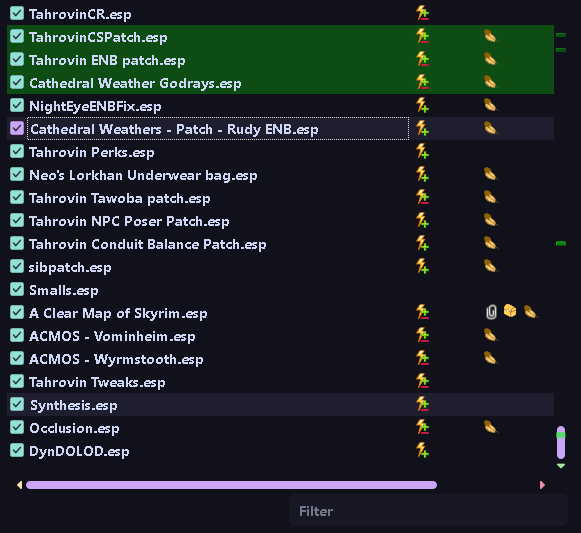 TahrovinCR.esp
TahrovinCSPatch.esp
Tahrovin ENB patch.esp
Cathedral Weather Godrays.esp
NightEyeENBFix.esp
Cathedral Weathers - Patch - Rudy ENB.esp
Tahrovin Perks.esp
Neo's Lorkhan Underwear bag.esp
Tahrovin Tawoba patch.esp
Tahrovin NPC Poser Patch.esp
Tahrovin Conduit Balance Patch.esp
sibpatch.esp
Smalls.esp
A Clear Map of Skyrim.esp
ACMOS - Vominheim.esp
ACMOS - Wyrmstooth.esp
Tahrovin Tweaks.esp
Synthesis.esp
Occlusion.esp
DynDOLOD.esp
Filter